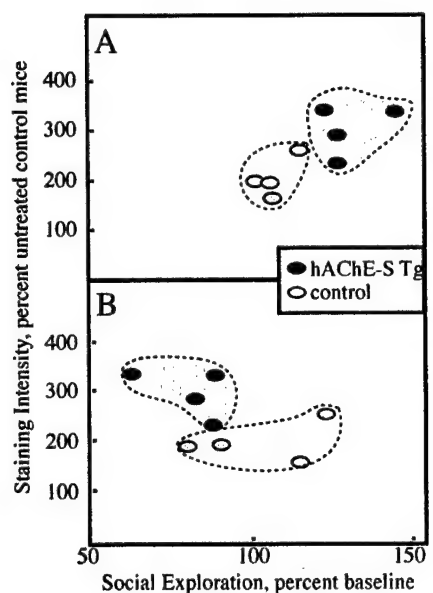 A
400
300
200
100
hAChE-S Tg
control
B
400
300
200
100
50
100
150
Staining Intensity, percent untreated control mice
Social Exploration, percent baseline